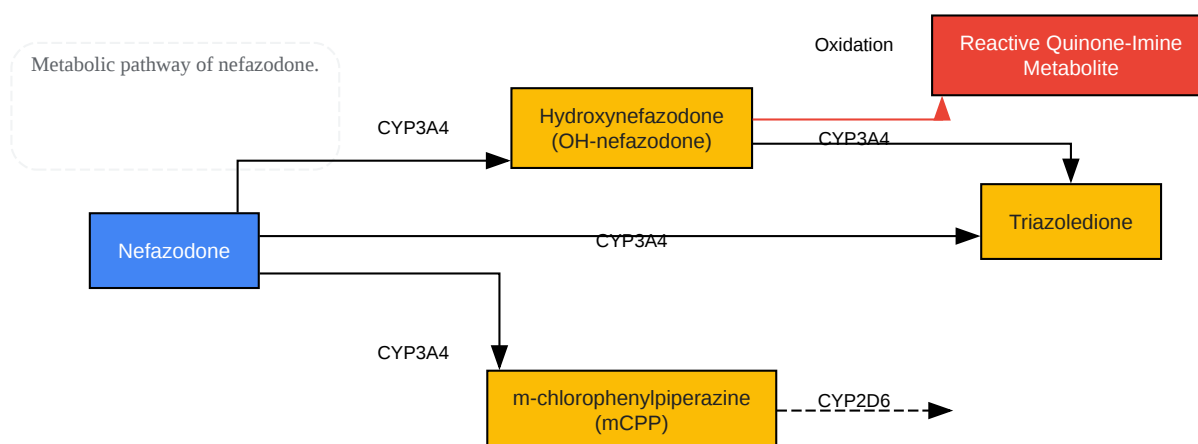 Metabolic pathway of nefazodone.
Oxidation
Reactive Quinone-Imine
Metabolite
CYP3A4
Hydroxynefazodone
(OH-nefazodone)
CYP3A4
Nefazodone
CYP3A4
Triazoledione
CYP3A4
m-chlorophenylpiperazine
(mCPP)
CYP2D6